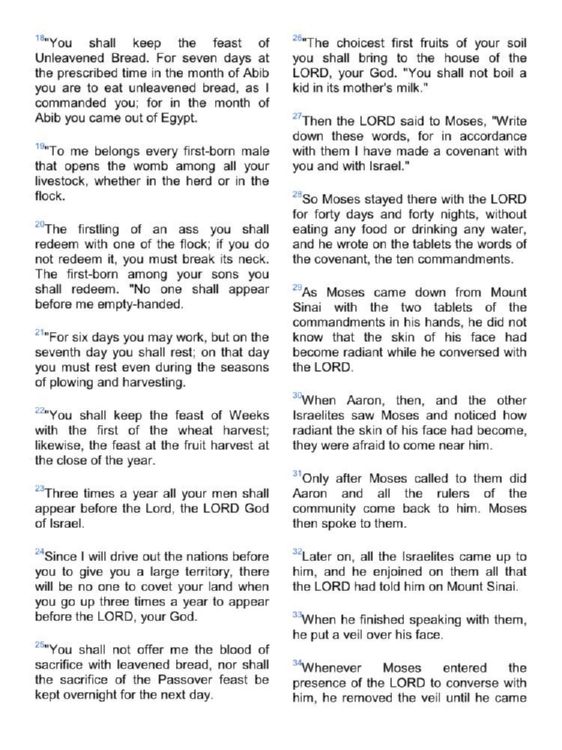 18"You shall keep the feast of
Unleavened Bread. For seven days at
the prescribed time in the month of Abib
you are to eat unleavened bread, as I
commanded you; for in the month of
Abib you came out of Egypt.
19"To me belongs every first-born male
that opens the womb among all your
livestock, whether in the herd or in the
flock.
20The firstling of an ass you shall
redeem with one of the flock; if you do
not redeem it, you must break its neck.
The first-born among your sons you
shall redeem. "No one shall appear
before me empty-handed.
21"For six days you may work, but on the
seventh day you shall rest; on that day
you must rest even during the seasons
of plowing and harvesting.
22"You shall keep the feast of Weeks
with the first of the wheat harvest;
likewise, the feast at the fruit harvest at
the close of the year.
23Three times a year all your men shall
appear before the Lord, the LORD God
of Israel.
24Since I will drive out the nations before
you to give you a large territory, there
will be no one to covet your land when
you go up three times a year to appear
before the LORD, your God.
25"You shall not offer me the blood of
sacrifice with leavened bread, nor shall
the sacrifice of the Passover feast be
kept overnight for the next day.
26"The choicest first fruits of your soil
you shall bring to the house of the
LORD, your God. "You shall not boil a
kid in its mother's milk."
27Then the LORD said to Moses, "Write
down these words, for in accordance
with them I have made a covenant with
you and with Israel."
28So Moses stayed there with the LORD
for forty days and forty nights, without
eating any food or drinking any water,
and he wrote on the tablets the words of
the covenant, the ten commandments.
29As Moses came down from Mount
Sinai with the two tablets of the
commandments in his hands, he did not
know that the skin of his face had
become radiant while he conversed with
the LORD.
30When Aaron, then, and the other
Israelites saw Moses and noticed how
radiant the skin of his face had become,
they were afraid to come near him.
31Only after Moses called to them did
Aaron and all the rulers of the
community come back to him. Moses
then spoke to them.
32Later on, all the Israelites came up to
him, and he enjoined on them all that
the LORD had told him on Mount Sinai.
33When he finished speaking with them,
he put a veil over his face.
34Whenever Moses entered the
presence of the LORD to converse with
him, he removed the veil until he came